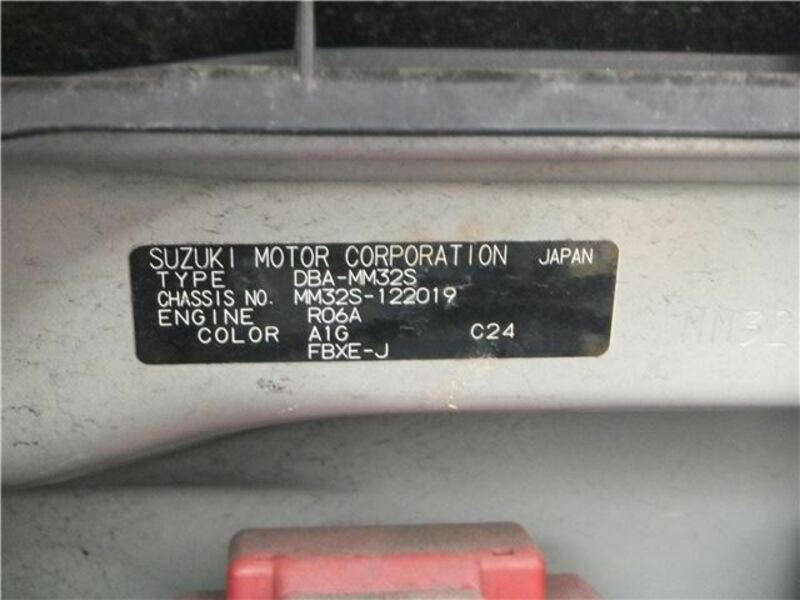 SUZUKI MOTOR CORPORATION JAPAN
TYPE DBA-MM32S
CHASSIS NO. MM32S-122019
ENGINE R06A
COLOR A1G C24
FBXE-J
MM32